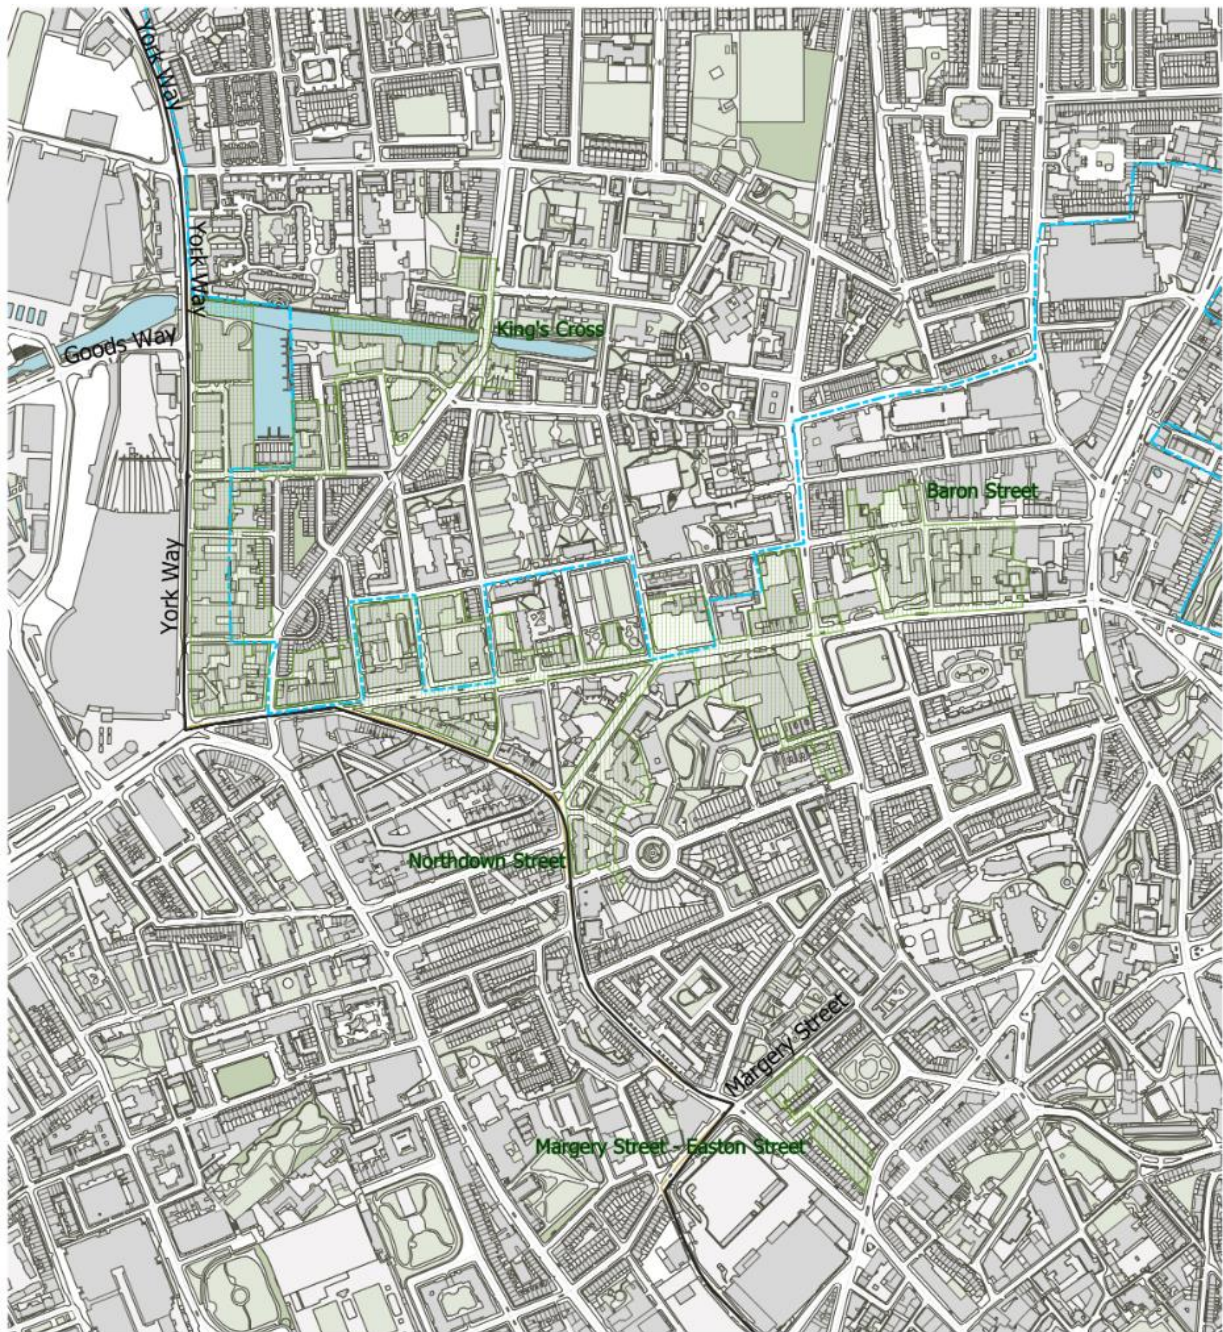 York Way
York Way
Goods Way
King's Cross
Baron Street
York Way
Northdown Street
Margery Street
Margery Street - Easton Street